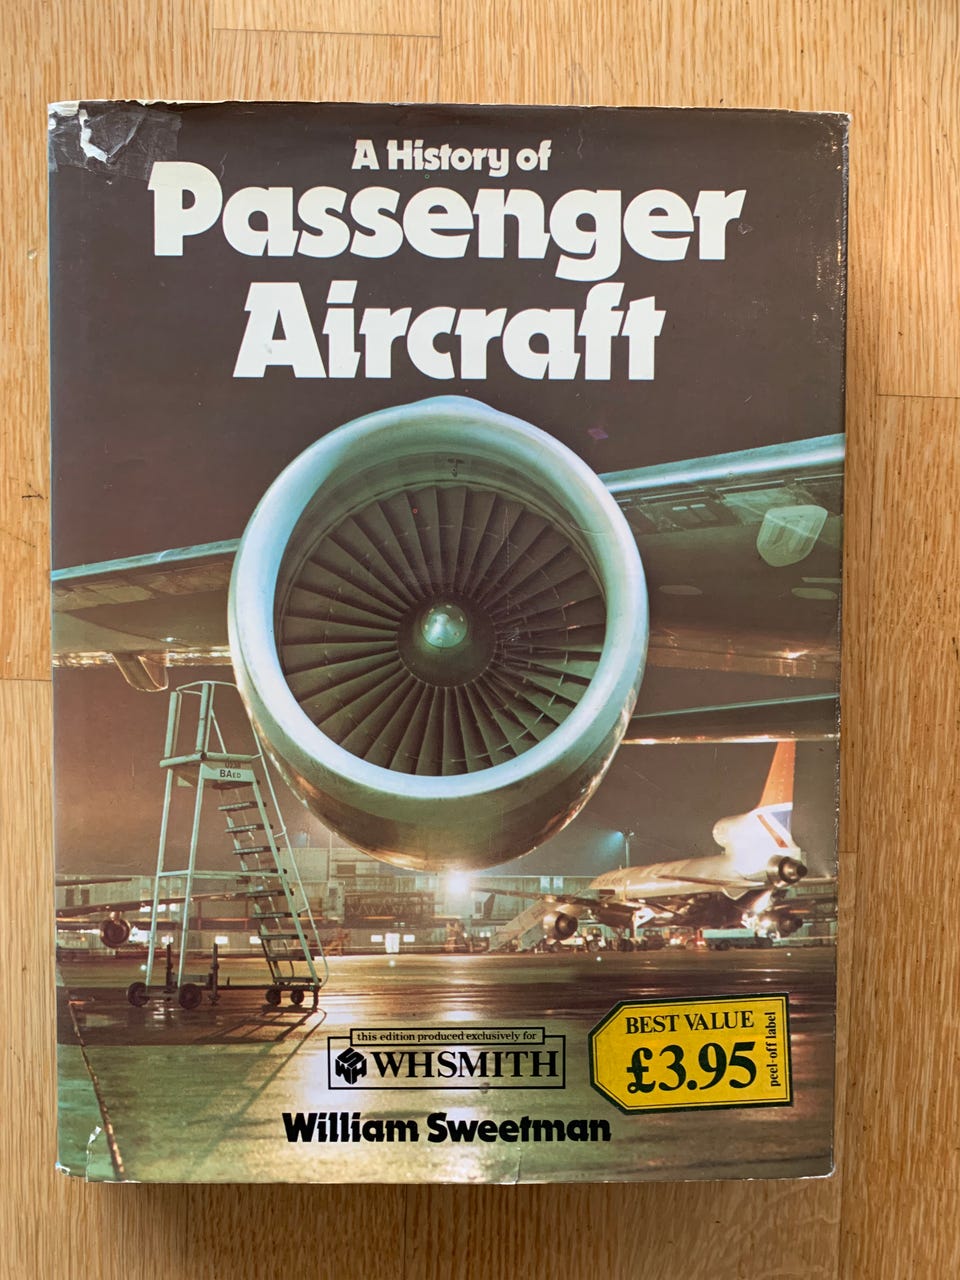 A History of
Passenger
Aircraft
BAED
this edition produced exclusively for
WHSMITH
BEST VALUE
£3.95
peel-off label
William Sweetman